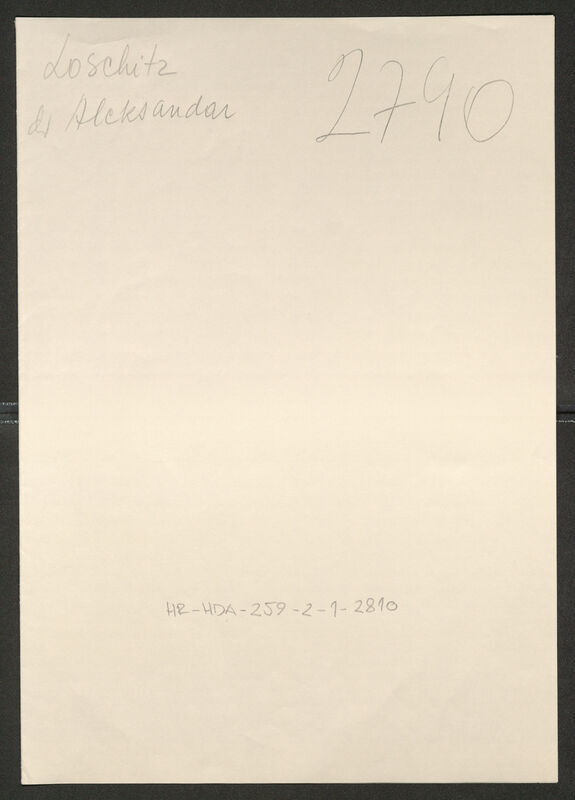 Loschitz
dr Aleksandar
2790
HR-HDA-259-2-1-2810